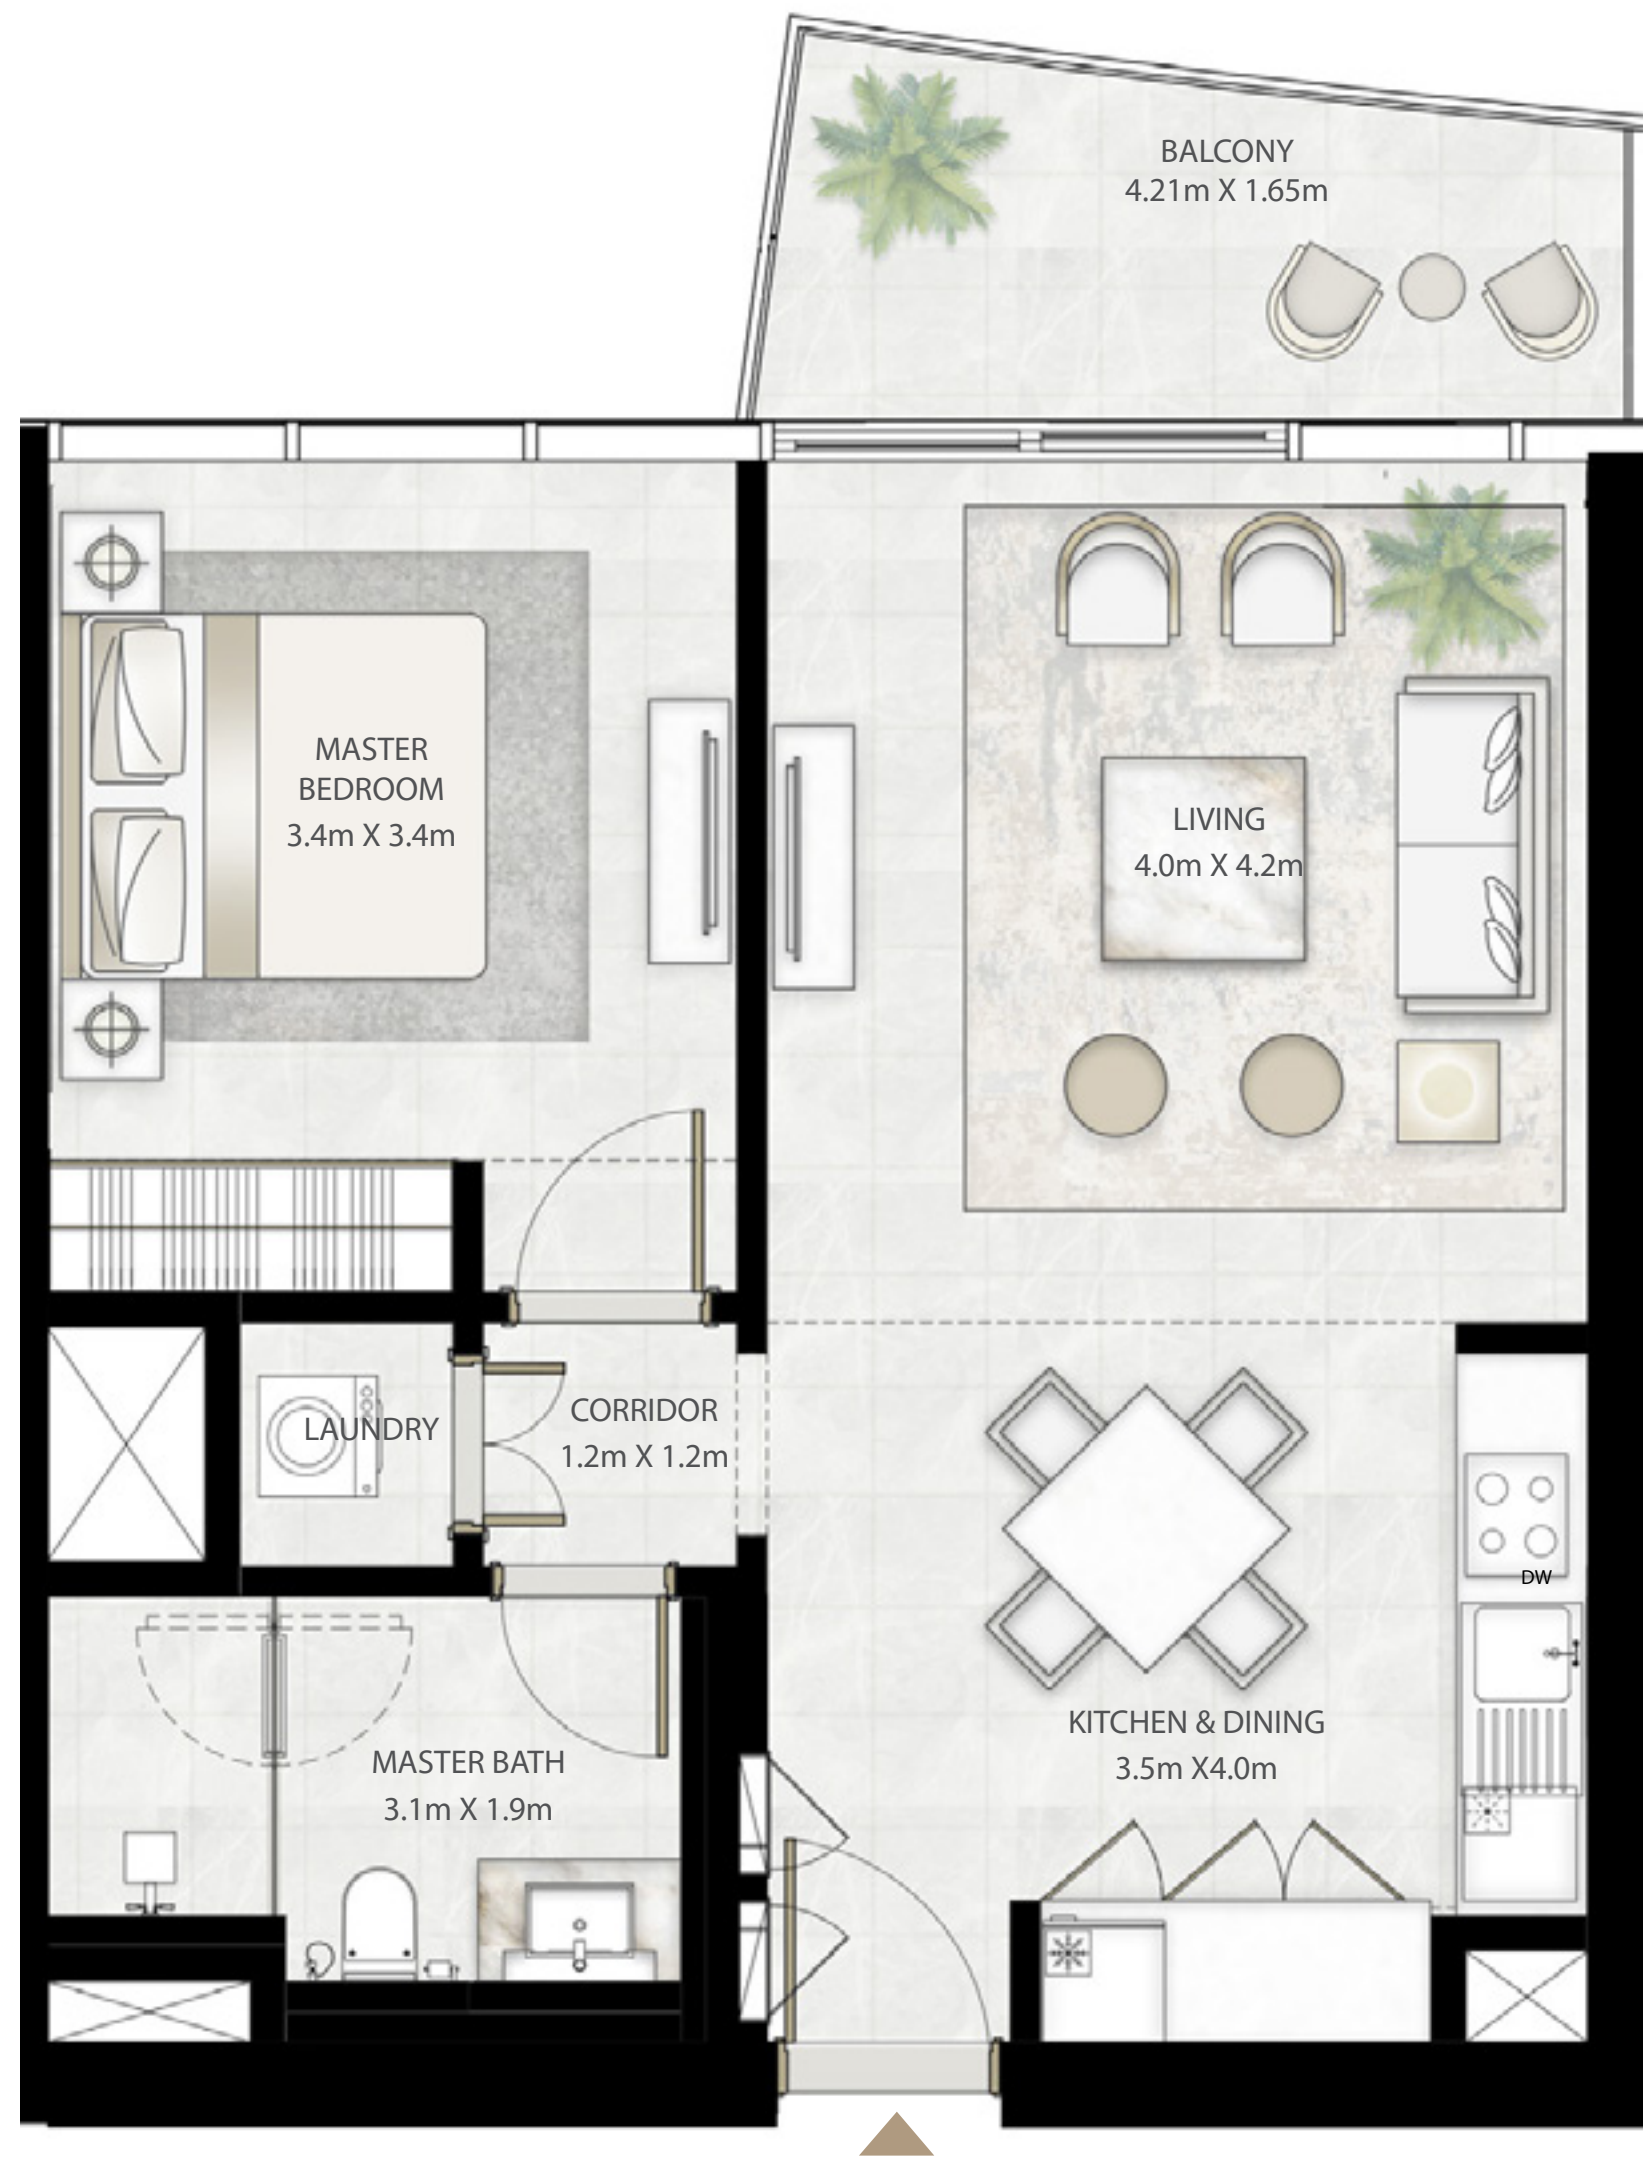 BALCONY
4.21m X 1.65m
MASTER
BEDROOM
3.4m X 3.4m
LIVING
4.0m X 4.2m
LAUNDRY
CORRIDOR
1.2m X 1.2m
DW
KITCHEN & DINING
3.5m X4.0m
MASTER BATH
3.1m X 1.9m